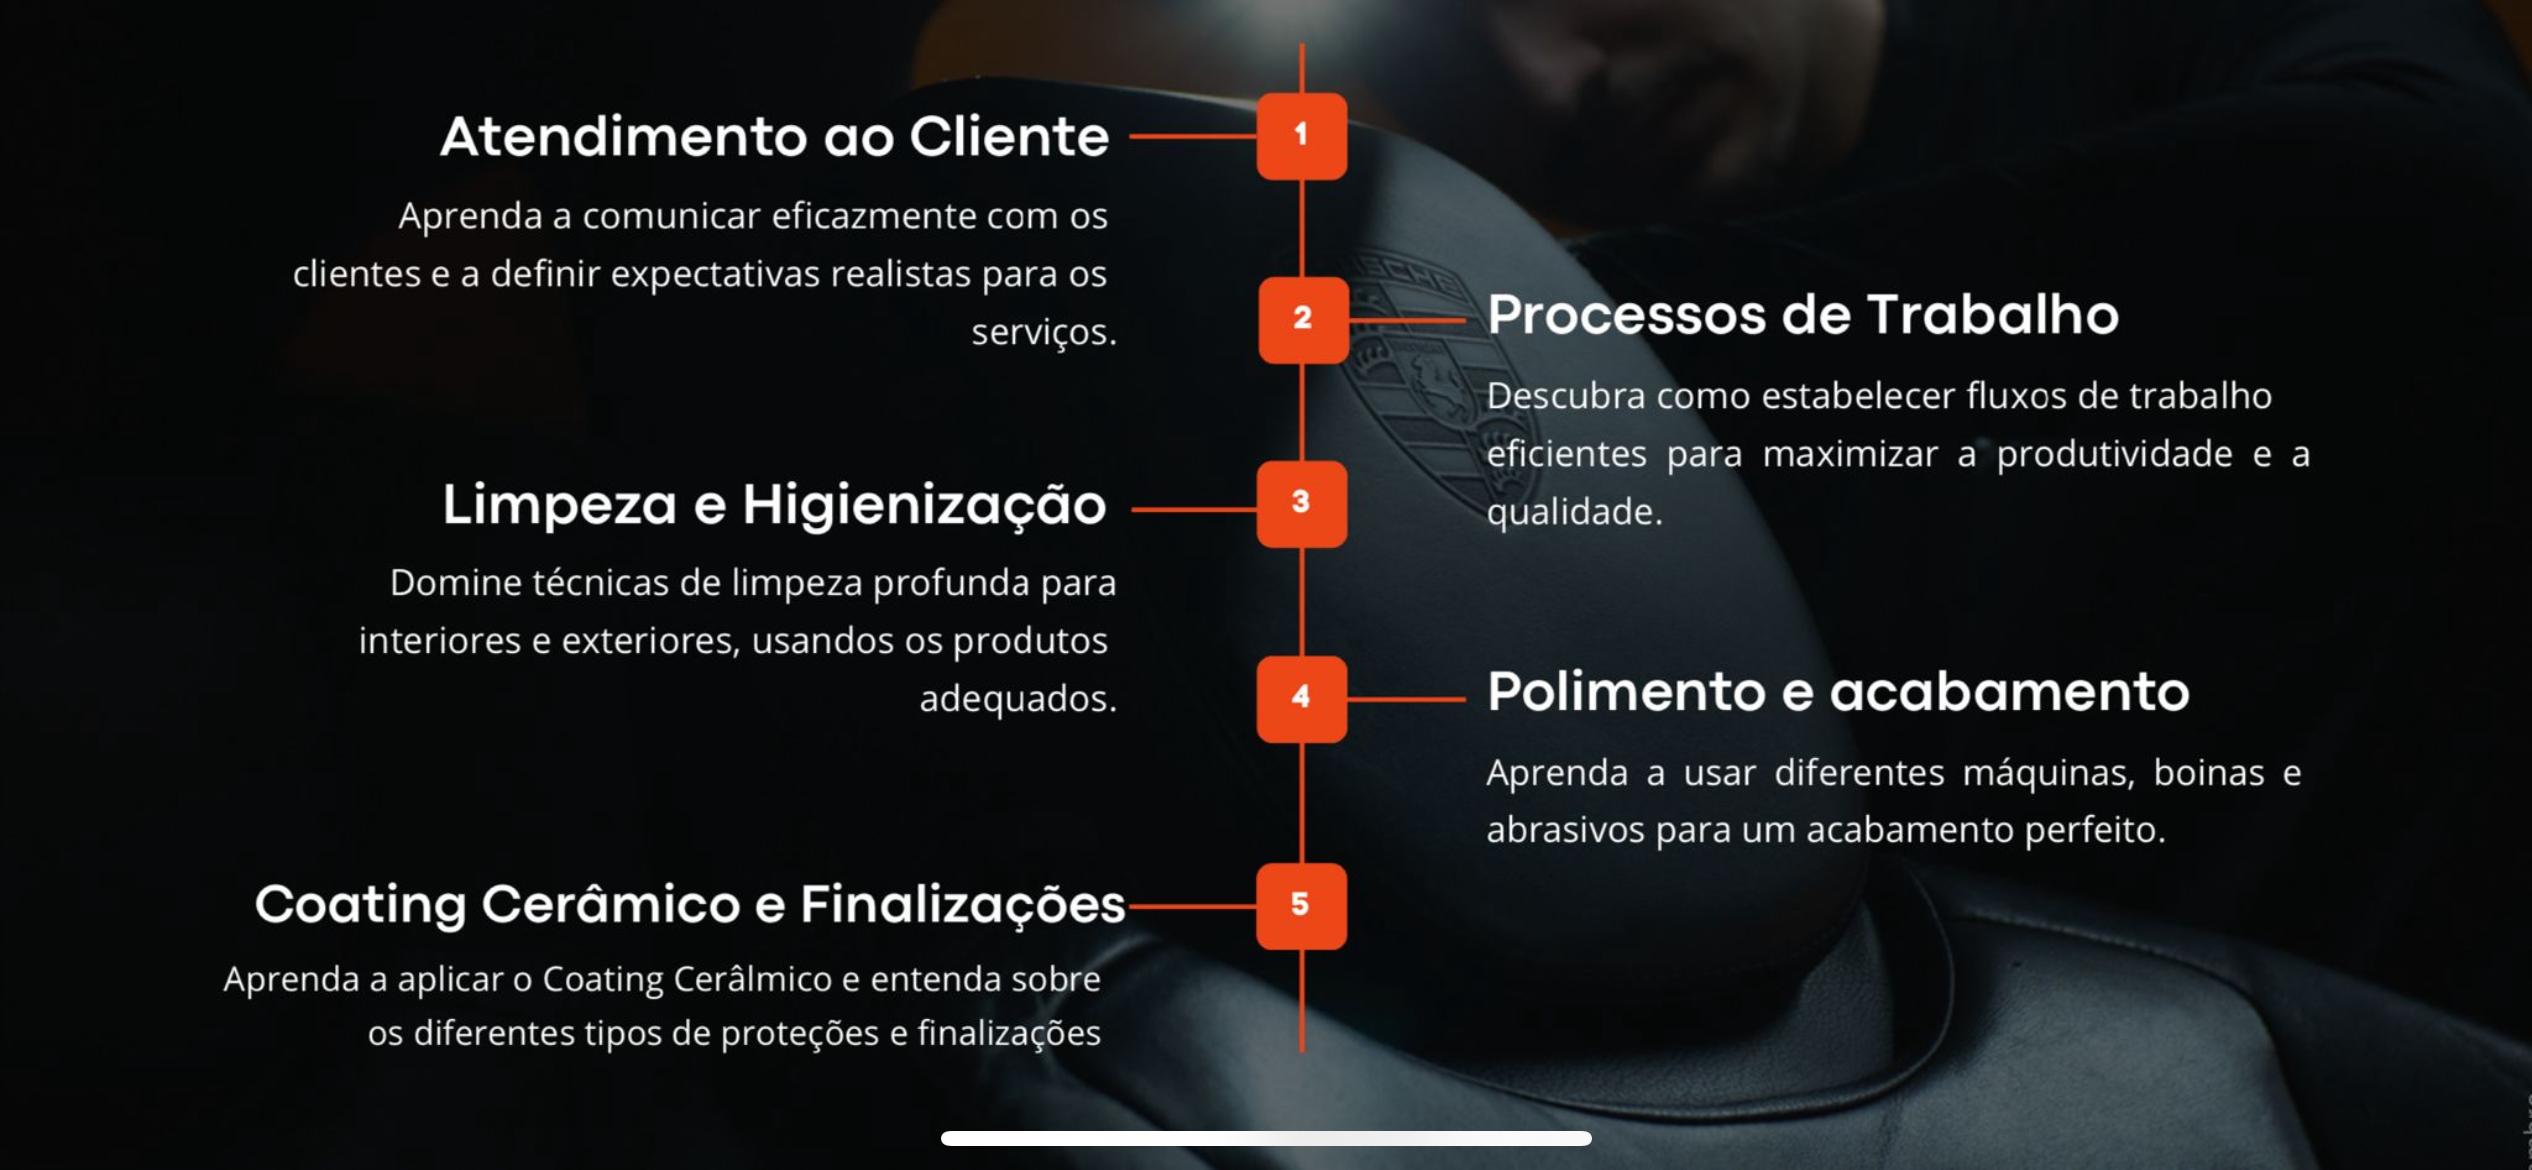 1
Atendimento ao Cliente
Aprenda a comunicar eficazmente com os
clientes e a definir expectativas realistas para os
serviços.
2
Processos de Trabalho
Descubra como estabelecer fluxos de trabalho
eficientes para maximizar a produtividade e a
qualidade.
3
Limpeza e Higienização
Domine técnicas de limpeza profunda para
interiores e exteriores, usandos os produtos
adequados.
4
Polimento e acabamento
Aprenda a usar diferentes máquinas, boinas e
abrasivos para um acabamento perfeito.
5
Coating Cerâmico e Finalizações
Aprenda a aplicar o Coating Cerâlmico e entenda sobre
os diferentes tipos de proteções e finalizações